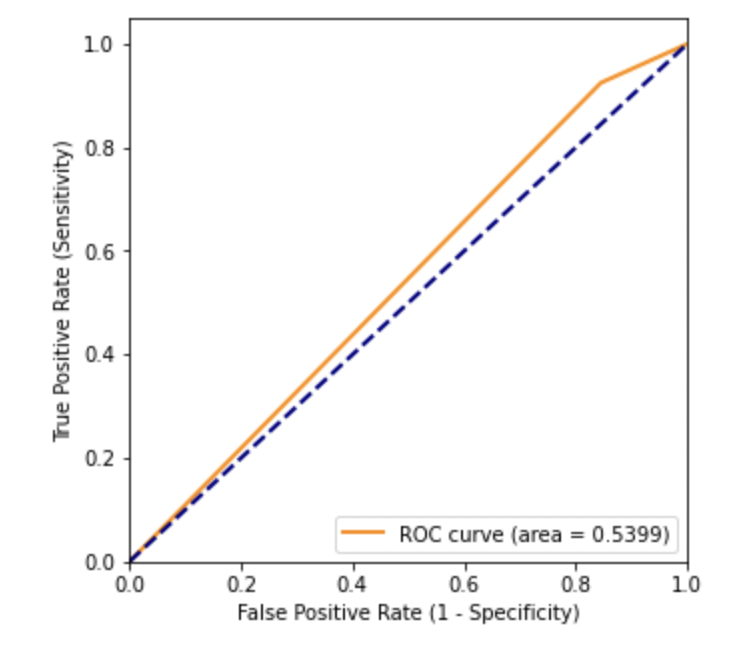 1.0
0.8
0.6
0.4
0.2
0.0
True Positive Rate (Sensitivity)
ROC curve (area = 0.5399)
0.0 0.2 0.4 0.6 0.8 1.0
False Positive Rate (1 - Specificity)